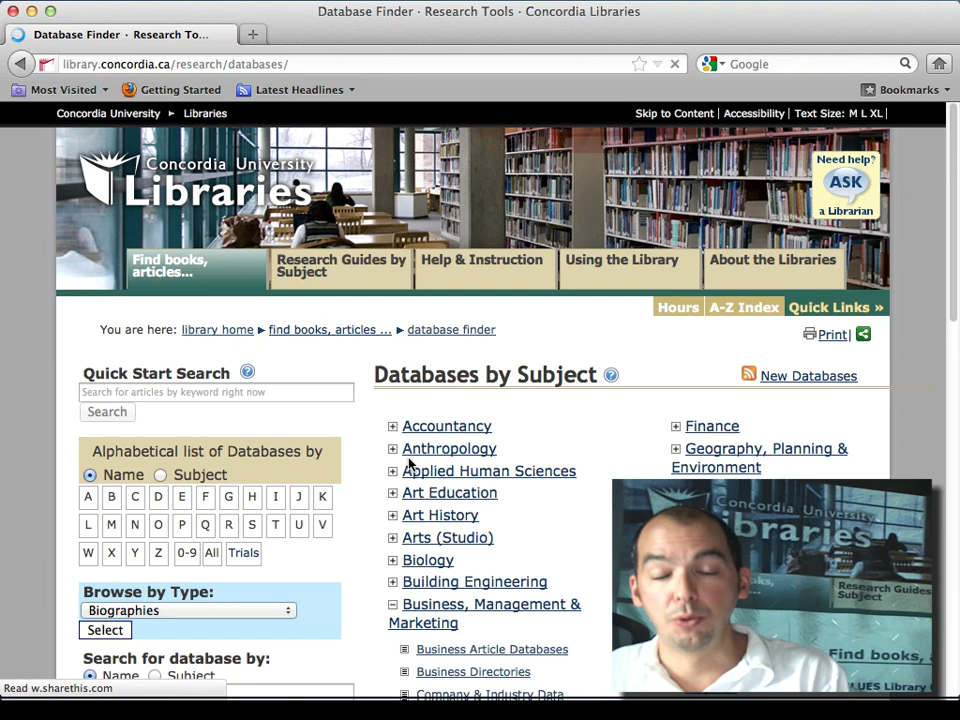 Database Finder · Research Tools · Concordia Libraries
Database Finder · Research To...
library.concordia.ca/research/databases/
Google
Most Visited
Getting Started
Latest Headlines
Bookmarks
Concordia University ► Libraries
Skip to Content
Accessibility
Text Size: M L XL
Concordia University
Libraries
Need help?
ASK
a Librarian
Find books, articles...
Research Guides by Subject
Help & Instruction
Using the Library
About the Libraries
Hours
A-Z Index
Quick Links »
You are here: library home ► find books, articles ... ► database finder
Print
Quick Start Search
Search for articles by keyword right now
Search
Databases by Subject
New Databases
Alphabetical list of Databases by
Name Subject
A B C D E F G H I J K
L M N O P Q R S T U V
W X Y Z 0-9 All Trials
Browse by Type:
Biographies
Select
Search for database by:
Name Subject
Accountancy
Anthropology
Applied Human Sciences
Art Education
Art History
Arts (Studio)
Biology
Building Engineering
Business, Management &
Marketing
Business Article Databases
Business Directories
Company & Industry Data
Finance
Geography, Planning &
Environment
Concordia University
Libraries
Research Guides
Subject
Find books, a
Library
Read w.sharethis.com